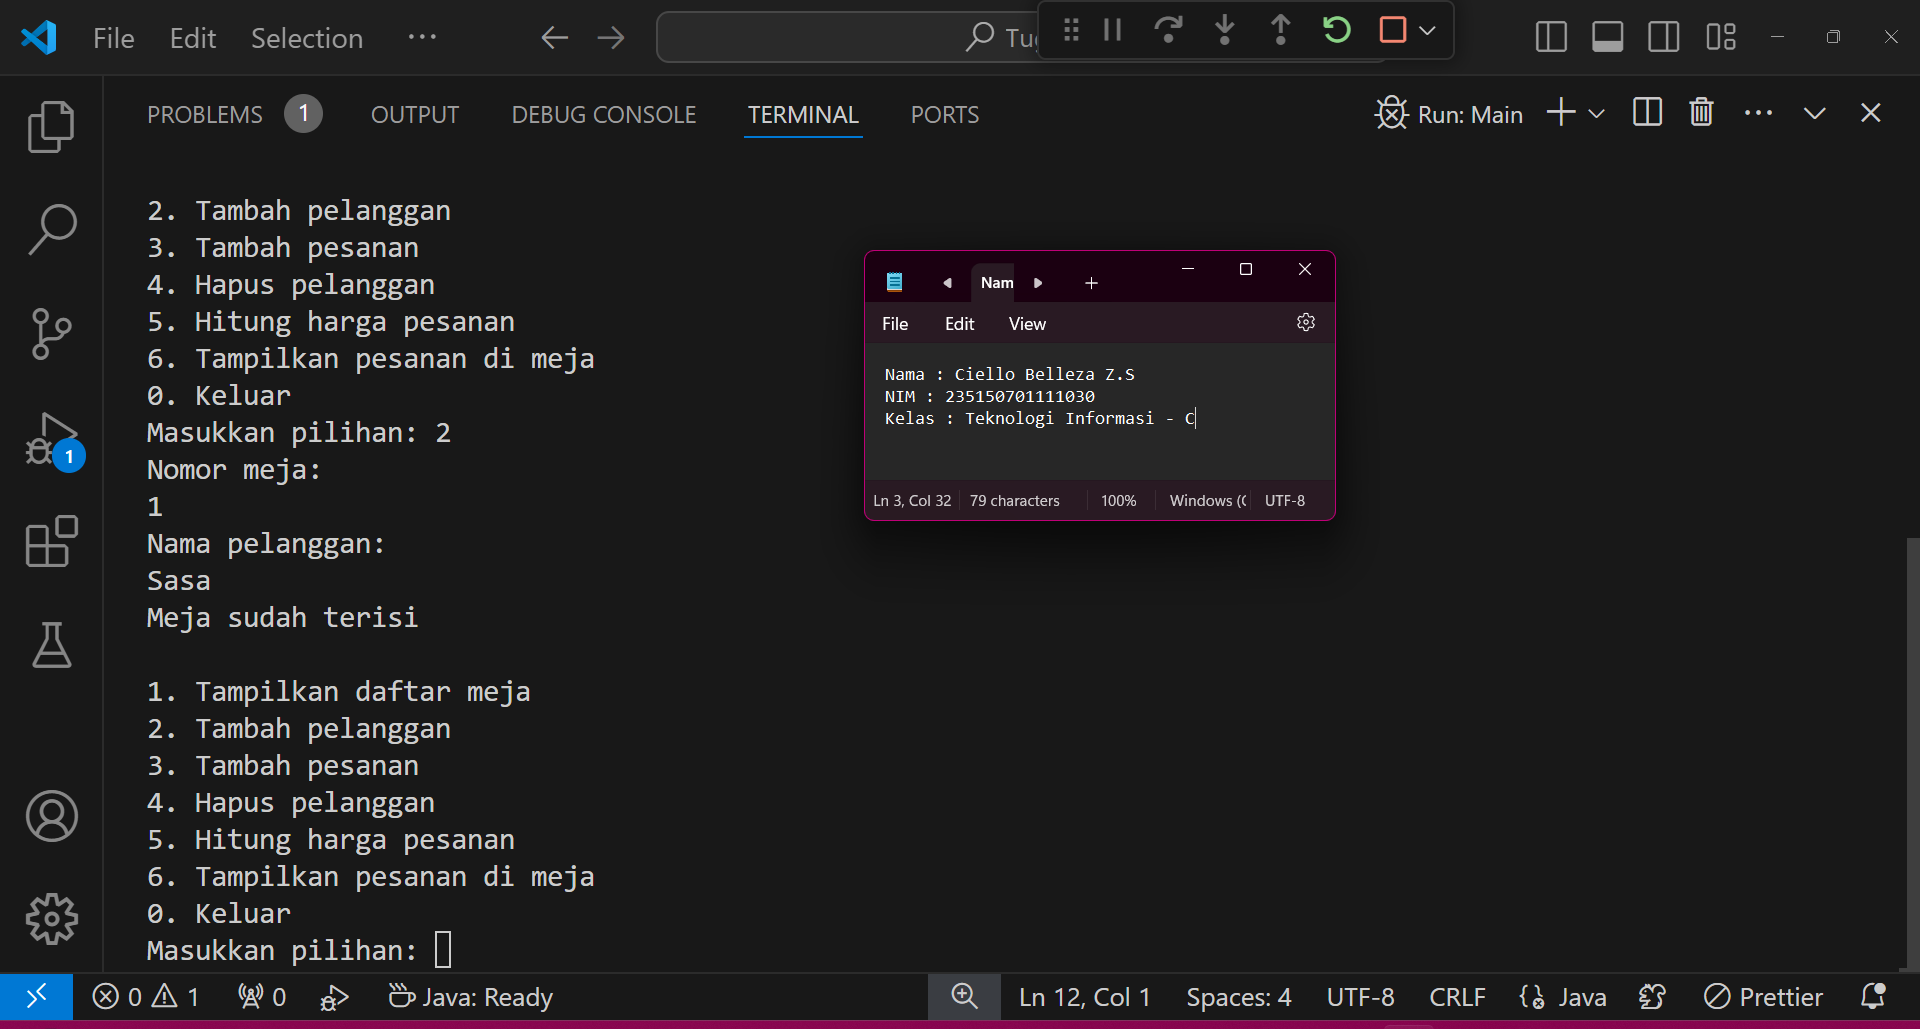 File Edit Selection ···
PROBLEMS 1 OUTPUT DEBUG CONSOLE TERMINAL PORTS Run: Main
2. Tambah pelanggan
3. Tambah pesanan
4. Hapus pelanggan
5. Hitung harga pesanan
6. Tampilkan pesanan di meja
0. Keluar
Masukkan pilihan: 2
Nomor meja:
1
Nama pelanggan:
Sasa
Meja sudah terisi
1. Tampilkan daftar meja
2. Tambah pelanggan
3. Tambah pesanan
4. Hapus pelanggan
5. Hitung harga pesanan
6. Tampilkan pesanan di meja
0. Keluar
Masukkan pilihan:
Nam
File Edit View
Nama : Ciello Belleza Z.S
NIM : 235150701111030
Kelas : Teknologi Informasi - C
Ln 3, Col 32 79 characters 100% Windows (C UTF-8
1
0 1 0 Java: Ready Ln 12, Col 1 Spaces: 4 UTF-8 CRLF Java Prettier